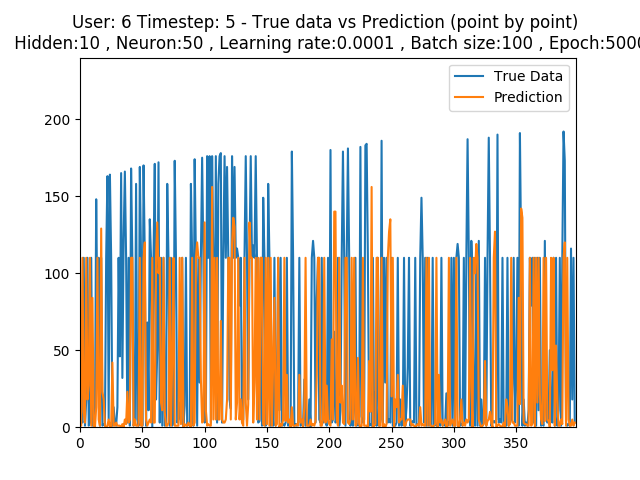 User: 6 Timestep: 5 - True data vs Prediction (point by point)
Hidden:10 , Neuron:50 , Learning rate:0.0001 , Batch size:100 , Epoch:5000
True Data
Prediction
200
150
100
50
0
0 50 100 150 200 250 300 350